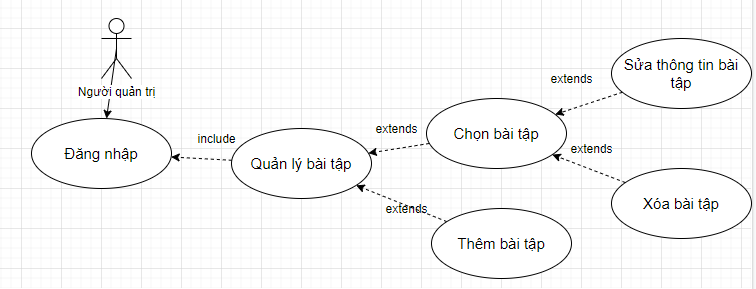 Người quản trị
Đăng nhập
include
Quản lý bài tập
extends
Chọn bài tập
extends
Sửa thông tin bài
tập
extends
Xóa bài tập
extends
Thêm bài tập